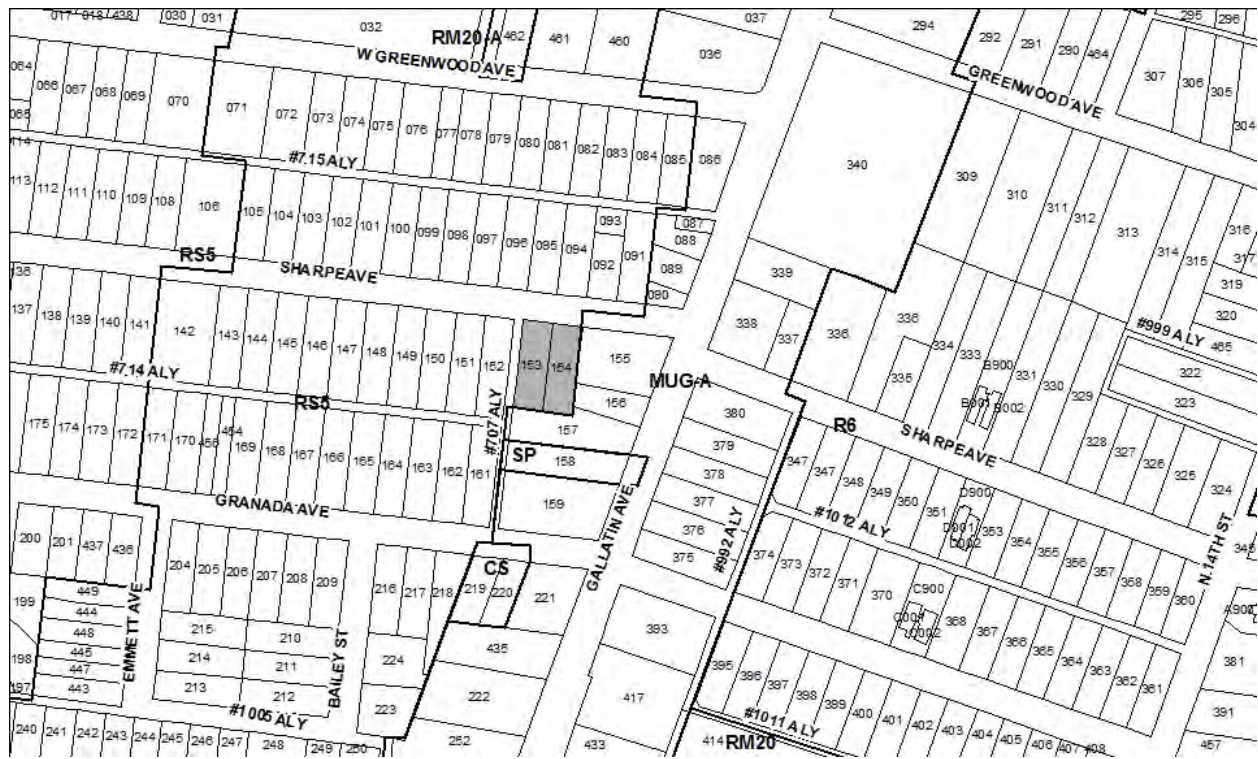 017 018 438 030 031 032 RM20-A 462 461 460 037 036 294 292 291 290 464 295 296
W GREENWOOD AVE
GREENWOOD AVE
064 066 067 068 069 070 071 072 073 074 075 076 077 078 079 080 081 082 083 084 085 086 340 307 306 305 304
065
#715 ALY
113 112 111 110 109 108 106 105 104 103 102 101 100 099 098 097 096 095 094 093 092 091 087 088 089 090
309 310 311 312 313 314 315 316 317 319 320 465
RS5
SHARPE AVE
339 338 337 336 336 335 334 333 B900 B001 B002 331 330 329
#999 ALY
322
323
137 138 139 140 141 142 143 144 145 146 147 148 149 150 151 152 153 154 155 156 157
#714 ALY
RS5
#707 ALY
MUG-A
R6
SHARPE AVE
380
379
378
377
376
375
328 327 326 325 324
SP
158
159
175 174 173 172 171 170 456 454 169 168 167 166 165 164 163 162 161
GRANADA AVE
GALLATIN AVE
#992 ALY
347 347 348 349 350 351 D900 D001 D002 353 354 355 356 357 358 359 360
#1012 ALY
N 14TH ST
200 201 437 436 204 205 206 207 208 209 216 217 218 CS 219 220 221
374 373 372 371 370 C900 C001 C002 368 367 366 365 364 363 362 361
199 449
444
448
445
198 447
197 443
EMMETT AVE
215 210
214 211
213 212
BAILEY ST
224
223
435
222
252
393
417
433
381
391
457
#1005 ALY
240 241 242 243 244 245 246 247 248 249 250
395 396 397 398 399 400 401 402 403 404 405 406 407 408
#1011 ALY
414 RM20